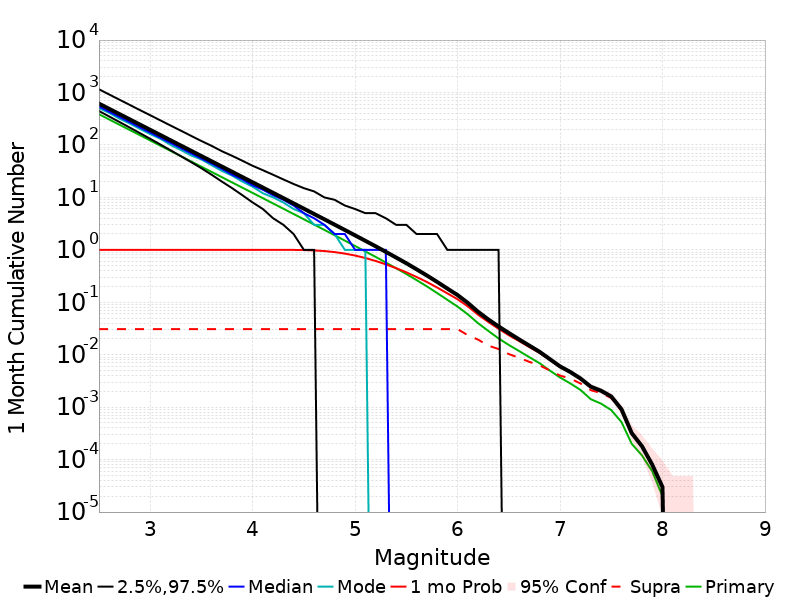 10^4
10^3
10^2
10^1
10^0
10^-1
10^-2
10^-3
10^-4
10^-5
1 Month Cumulative Number
3 4 5 6 7 8 9
Magnitude
Mean 2.5%,97.5% Median Mode 1 mo Prob 95% Conf Supra Primary